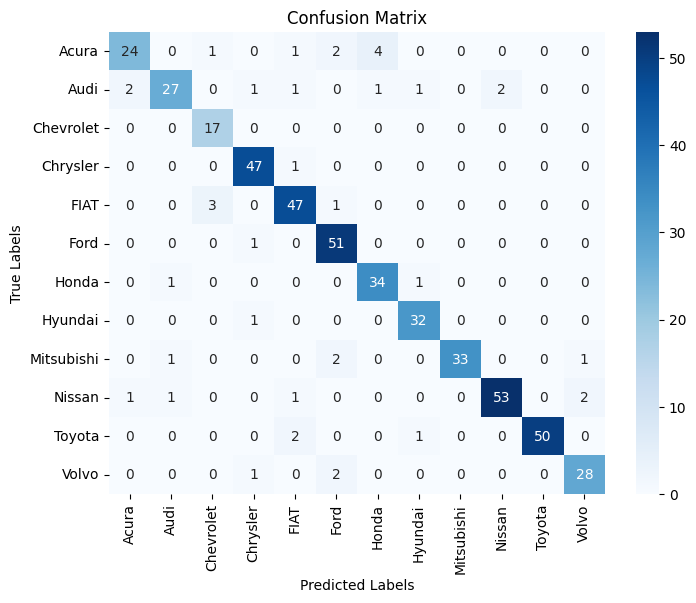 Confusion Matrix
True Labels
Acura 24 0 1 0 1 2 4 0 0 0 0 0
Audi 2 27 0 1 1 0 1 1 0 2 0 0
Chevrolet 0 0 17 0 0 0 0 0 0 0 0 0
Chrysler 0 0 0 47 1 0 0 0 0 0 0 0
FIAT 0 0 3 0 47 1 0 0 0 0 0 0
Ford 0 0 0 1 0 51 0 0 0 0 0 0
Honda 0 1 0 0 0 0 34 1 0 0 0 0
Hyundai 0 0 0 1 0 0 0 32 0 0 0 0
Mitsubishi 0 1 0 0 0 2 0 0 33 0 0 1
Nissan 1 1 0 0 1 0 0 0 0 53 0 2
Toyota 0 0 0 0 2 0 0 1 0 0 50 0
Volvo 0 0 0 1 0 2 0 0 0 0 0 28
Acura Audi Chevrolet Chrysler FIAT Ford Honda Hyundai Mitsubishi Nissan Toyota Volvo
Predicted Labels
50
40
30
20
10
0